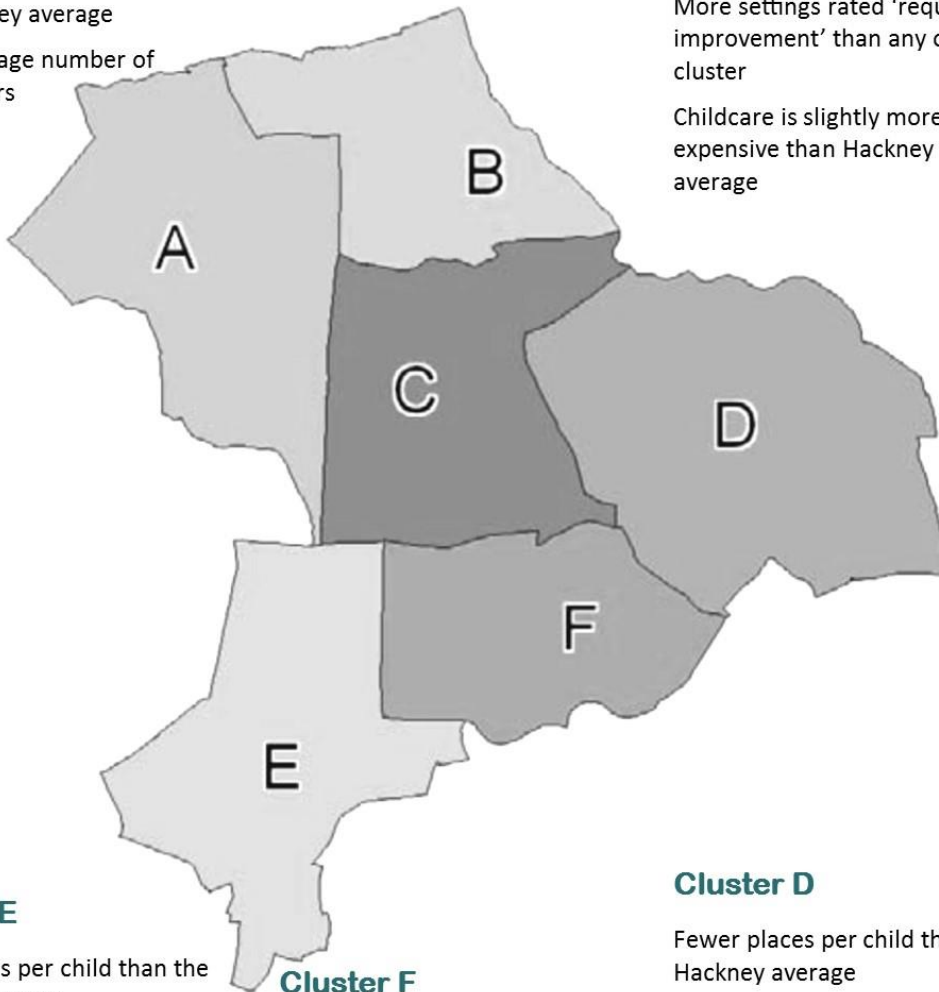 ey average
age number of
rs
More settings rated ‘requ
improvement’ than any o
cluster
Childcare is slightly more
expensive than Hackney
average
B
A
C
D
F
E
E
s per child than the
Cluster F
Cluster D
Fewer places per child th
Hackney average